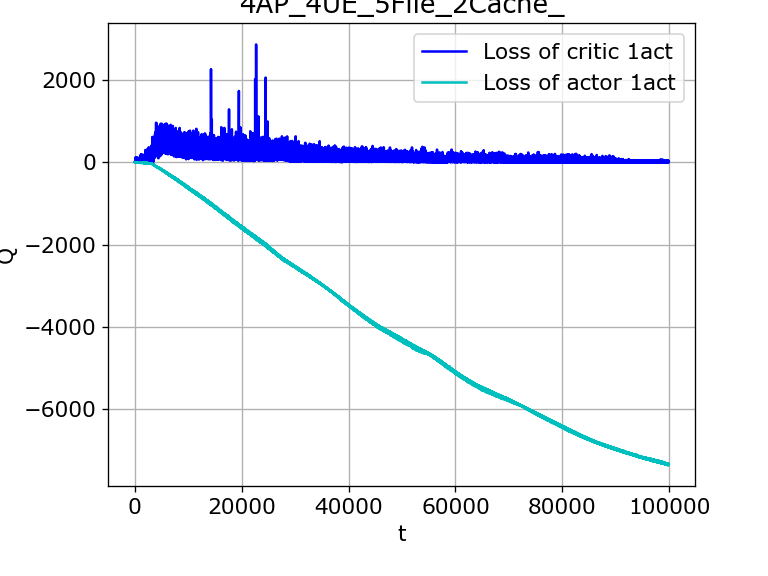 4AP_4UE_5File_2Cache_
Loss of critic 1act
Loss of actor 1act
2000
0
−2000
−4000
−6000
Q
0 20000 40000 60000 80000 100000
t